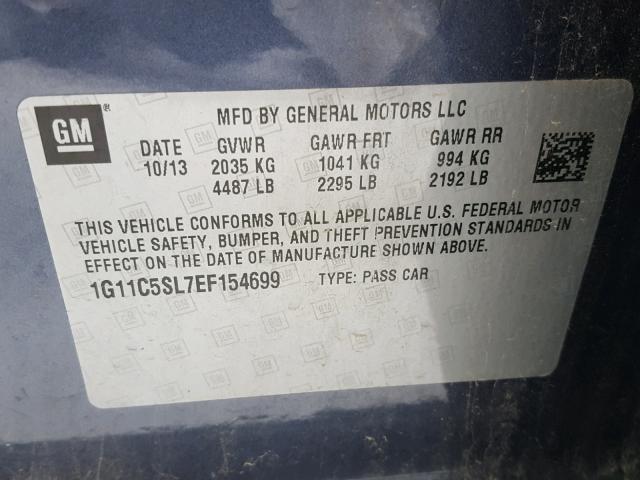 GM ®
MFD BY GENERAL MOTORS LLC
DATE GVWR GAWR FRT GAWR RR
10/13 2035 KG 1041 KG 994 KG
4487 LB 2295 LB 2192 LB
THIS VEHICLE CONFORMS TO ALL APPLICABLE U.S. FEDERAL MOTOR
VEHICLE SAFETY, BUMPER, AND THEFT PREVENTION STANDARDS IN
EFFECT ON THE DATE OF MANUFACTURE SHOWN ABOVE.
1G11C5SL7EF154699 TYPE: PASS CAR